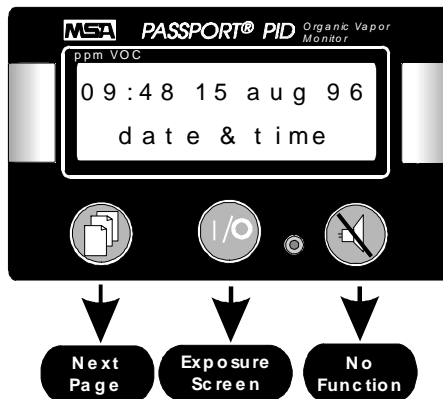 MSA PASSPORT® PID Organic Vapor
Monitor
ppm VOC
09:48 15 aug 96
date & time
I/O
Next
Page
Exposure
Screen
No
Function